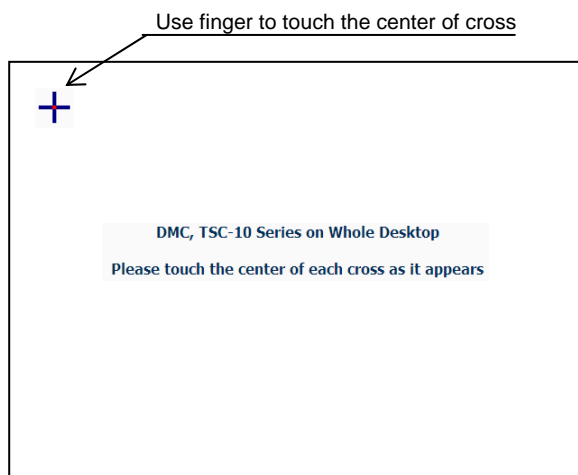 Use finger to touch the center of cross
DMC, TSC-10 Series on Whole Desktop
Please touch the center of each cross as it appears